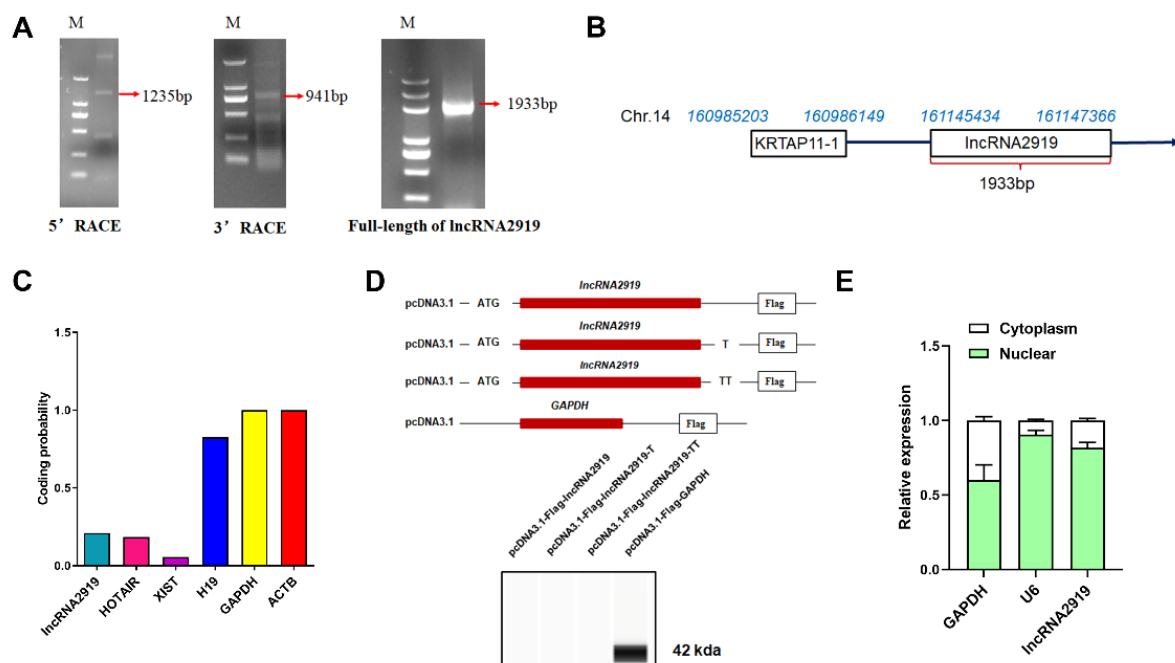 A
M
1235bp
5’ RACE
M
941bp
3’ RACE
M
1933bp
Full-length of lncRNA2919
B
Chr.14 160985203 160986149 161145434 161147366
KRTAP11-1 lncRNA2919
1933bp
C
Coding probability
1.5
1.0
0.5
0.0
lncRNA2919
HOTAIR
XIST
H19
GAPDH
ACTB
D
lncRNA2919
pcDNA3.1 ATG Flag
lncRNA2919
pcDNA3.1 ATG T Flag
lncRNA2919
pcDNA3.1 ATG TT Flag
GAPDH
pcDNA3.1 Flag
pcDNA3.1-Flag-lncRNA2919
pcDNA3.1-Flag-lncRNA2919-T
pcDNA3.1-Flag-lncRNA2919-TT
pcDNA3.1-Flag-GAPDH
42 kda
E
Cytoplasm
Nuclear
Relative expression
1.5
1.0
0.5
0.0
GAPDH
U6
lncRNA2919